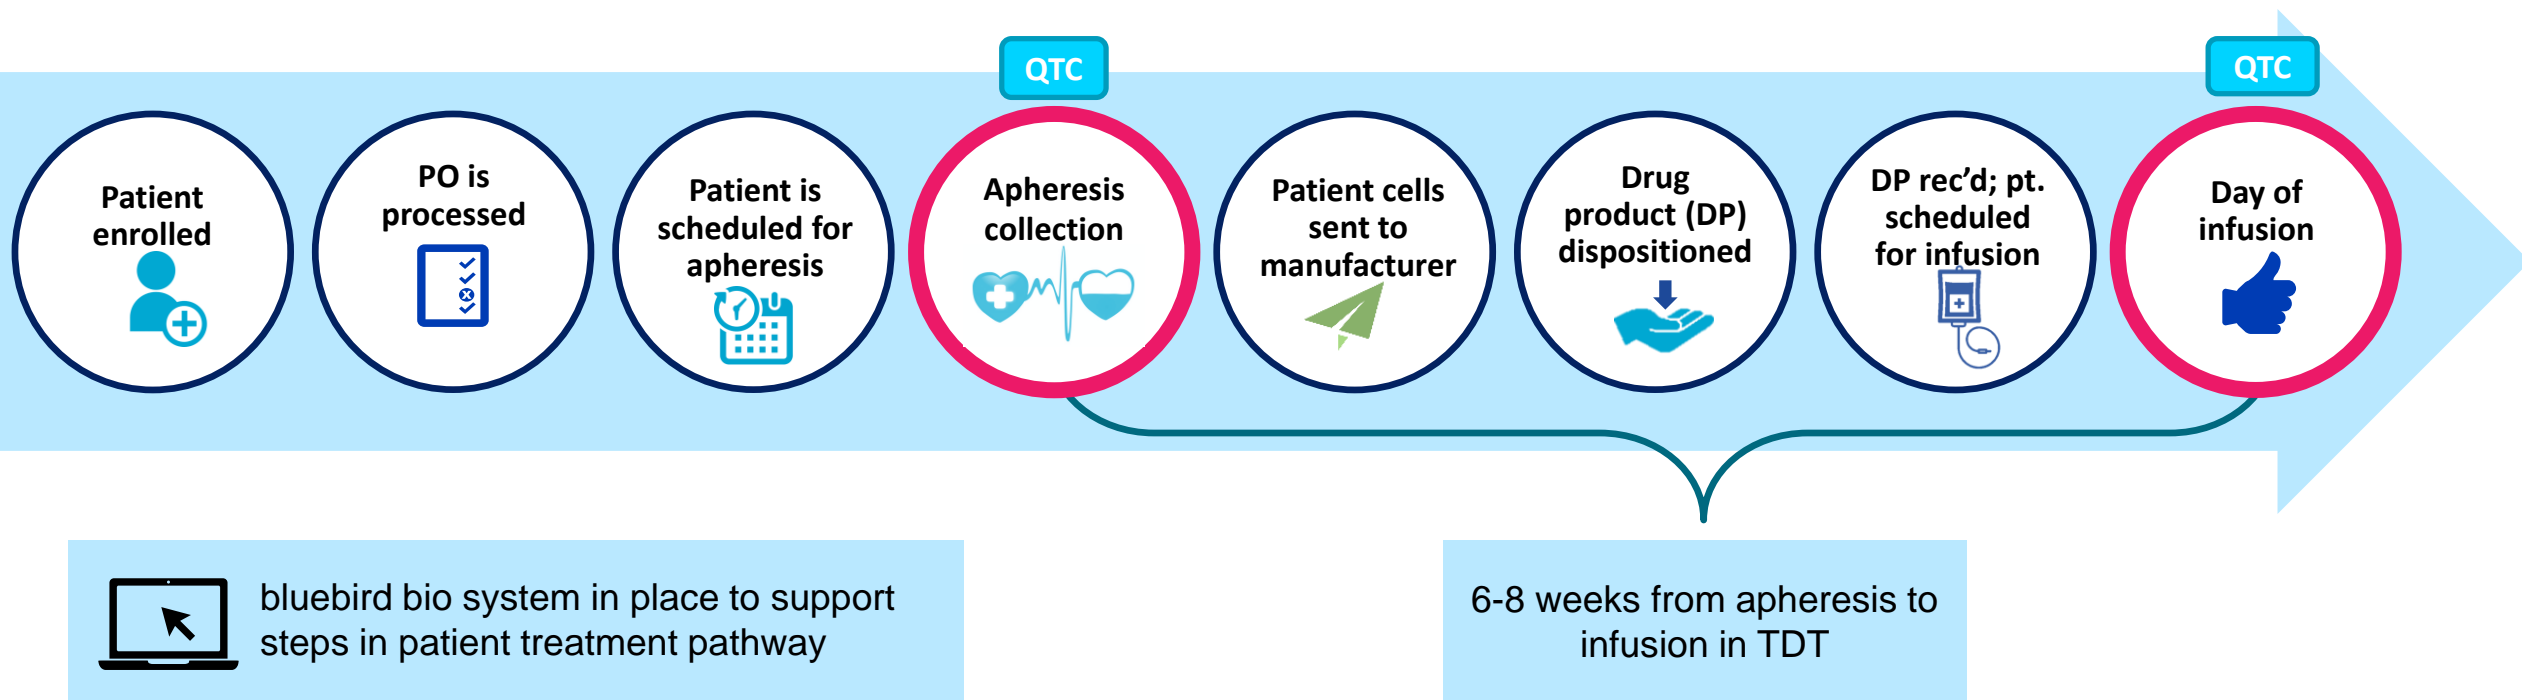 QTC
QTC
Patient
enrolled
PO is
processed
Patient is
scheduled for
apheresis
Apheresis
collection
Patient cells
sent to
manufacturer
Drug
product (DP)
dispositioned
DP rec’d; pt.
scheduled
for infusion
Day of
infusion
bluebird bio system in place to support
steps in patient treatment pathway
6-8 weeks from apheresis to
infusion in TDT